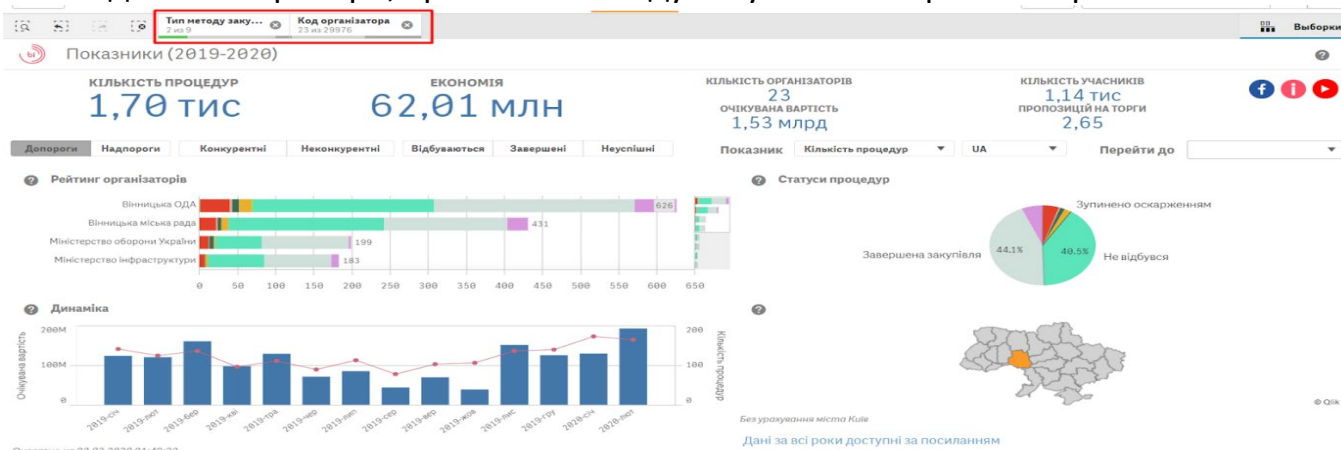 Тип методу заку...
2 из 9
Код організатора
23 из 29976
Выборки
bi
Показники (2019-2020)
КІЛЬКІСТЬ ПРОЦЕДУР
1,70 тис
ЕКОНОМІЯ
62,01 млн
КІЛЬКІСТЬ ОРГАНІЗАТОРІВ
23
ОЧІКУВАНА ВАРТІСТЬ
1,53 млрд
КІЛЬКІСТЬ УЧАСНИКІВ
1,14 тис
ПРОПОЗИЦІЙ НА ТОРГИ
2,65
Допороги Надпороги Конкурентні Неконкурентні Відбуваються Завершені Неуспішні
Показник Кількість процедур UA Перейти до
Рейтинг організаторів
Вінницька ОДА 626
Вінницька міська рада 431
Міністерство оборони України 199
Міністерство інфраструктури 183
0 50 100 150 200 250 300 350 400 450 500 550 600 650
Статуси процедур
Зупинено оскарженням
Завершена закупівля 44.1% 40.5% Не відбувся
Динаміка
Очікувана вартість
200M
100M
0
200
100
0
Кількість процедур
2019-січ 2019-лют 2019-бер 2019-кві 2019-тра 2019-чер 2019-лип 2019-сер 2019-вер 2019-жов 2019-лис 2019-гру 2020-січ 2020-лют
© Qlik
Без урахування міста Київ
Дані за всі роки доступні за посиланням